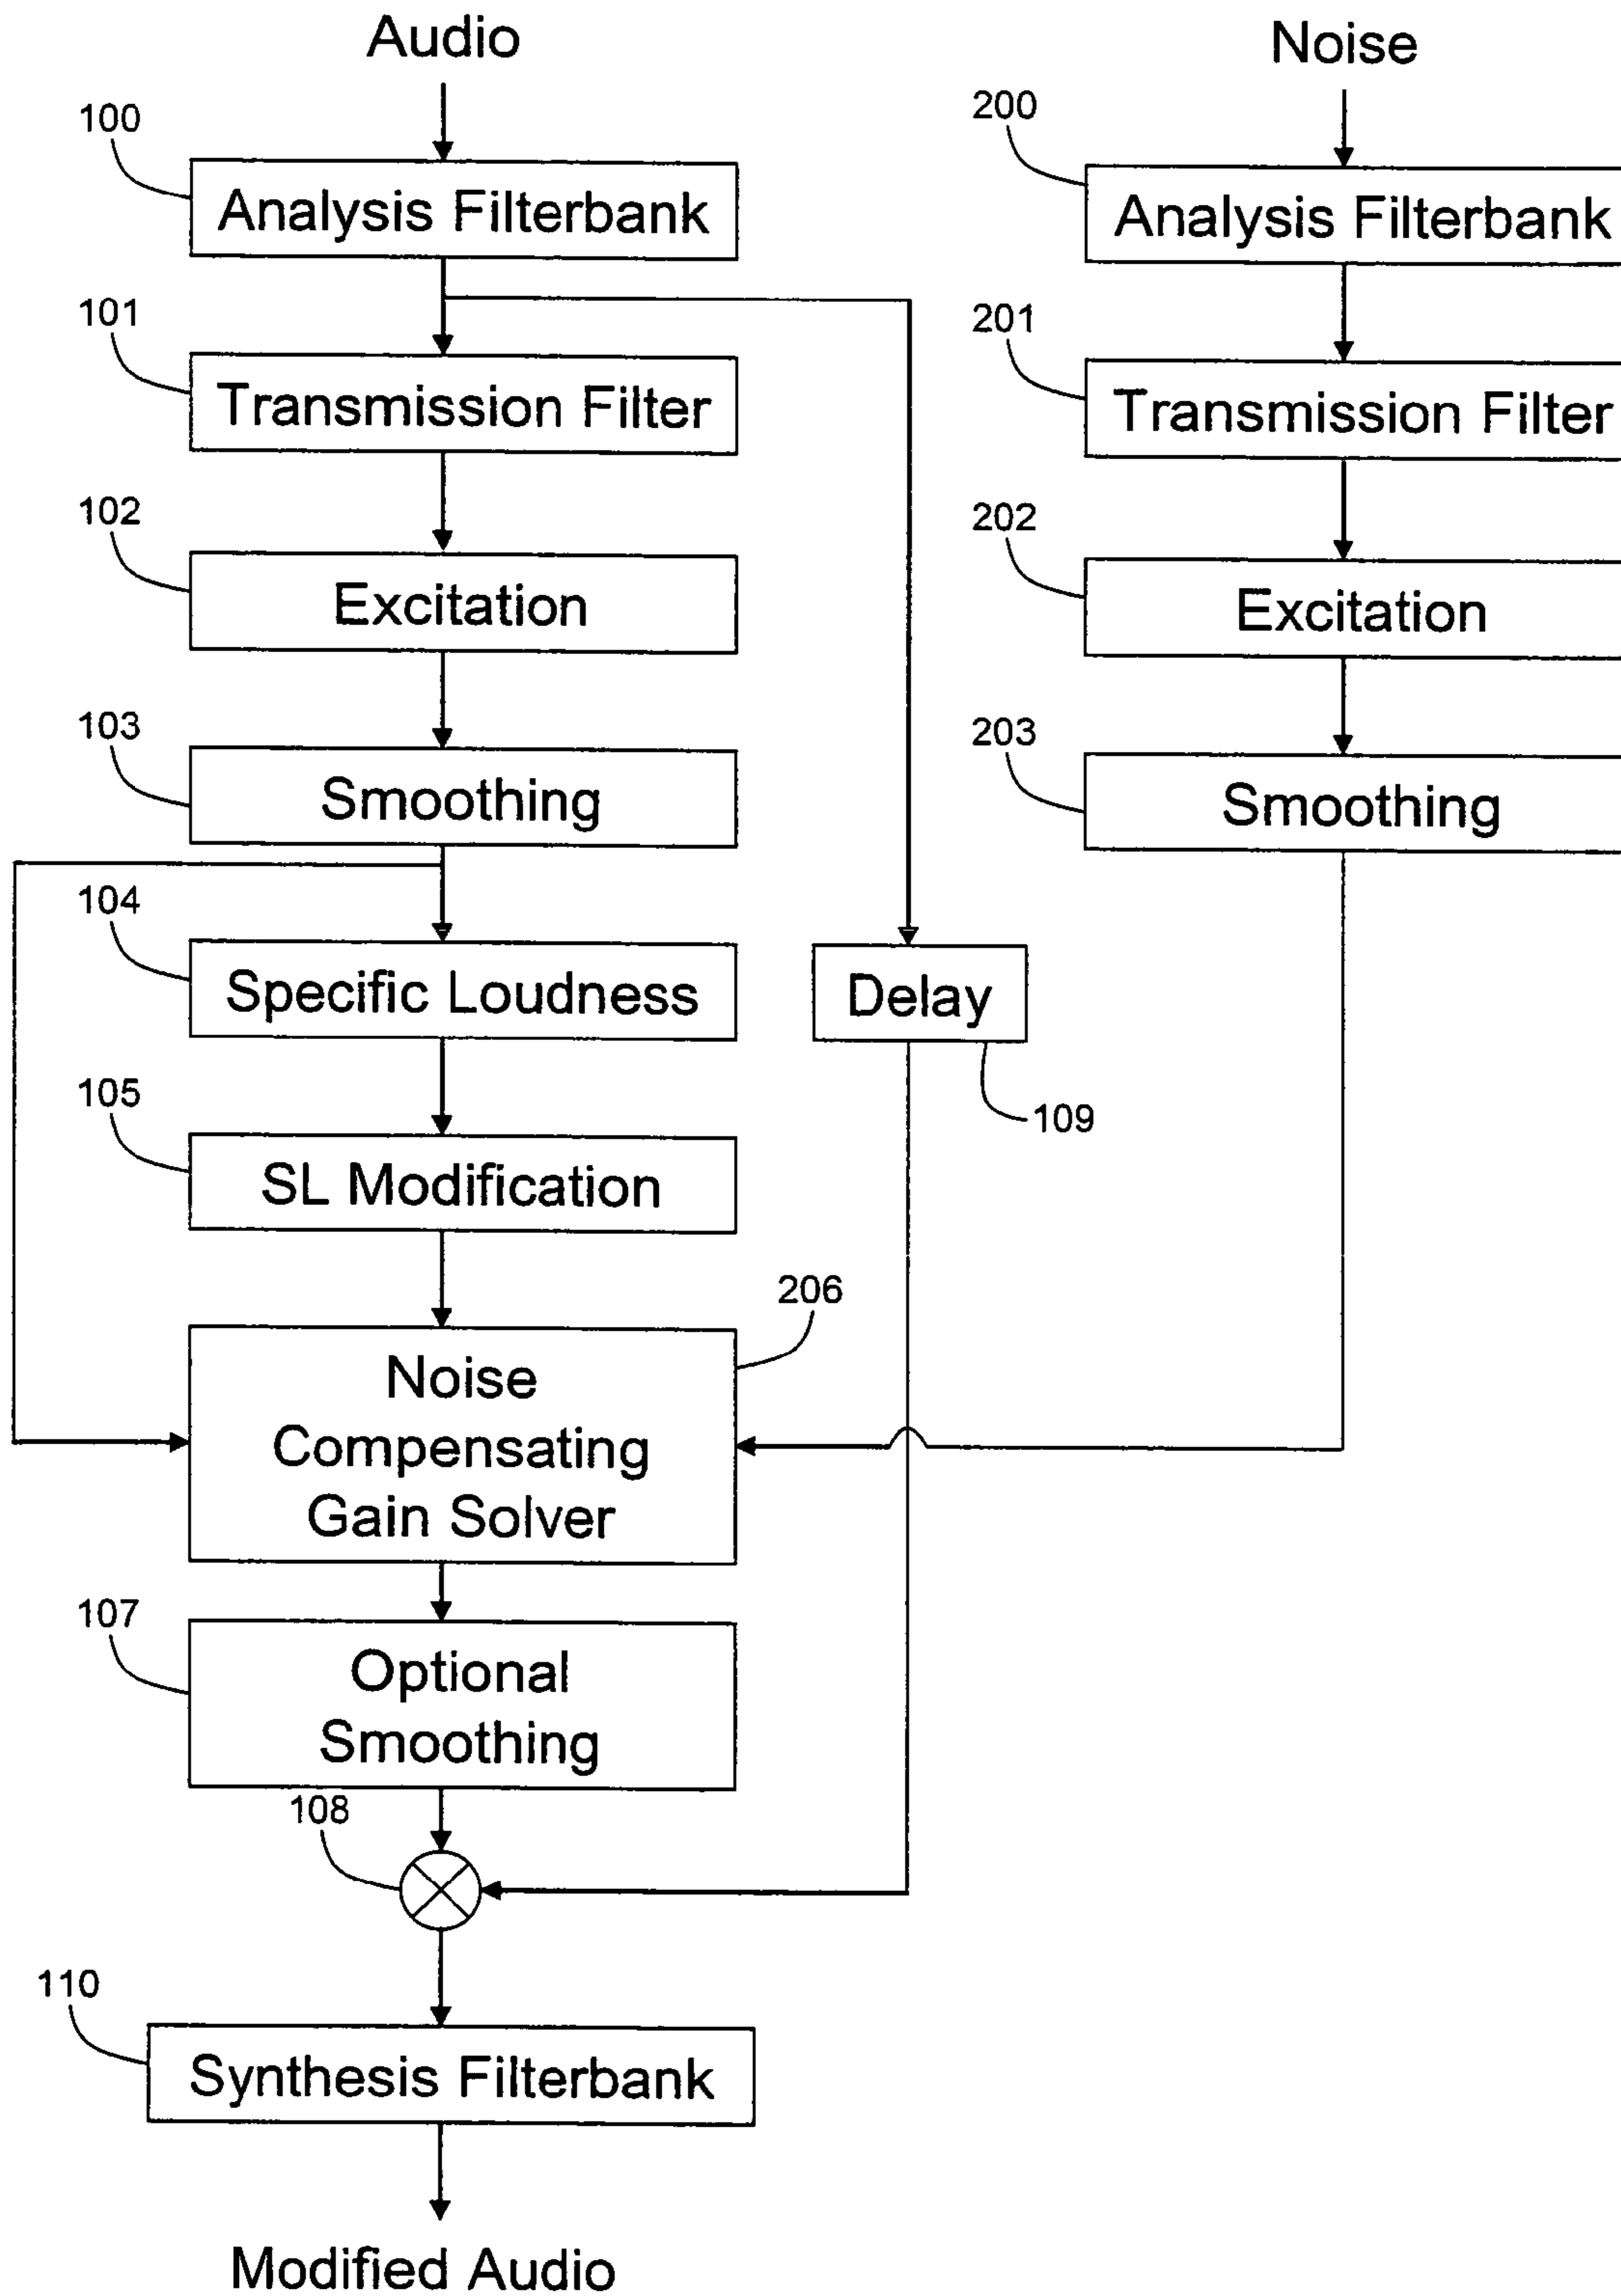 Audio
Noise
100
200
Analysis Filterbank
Analysis Filterbank
101
201
Transmission Filter
Transmission Filter
102
202
Excitation
Excitation
103
203
Smoothing
Smoothing
104
Specific Loudness
Delay
109
105
SL Modification
206
Noise
Compensating
Gain Solver
107
Optional
Smoothing
108
110
Synthesis Filterbank
Modified Audio